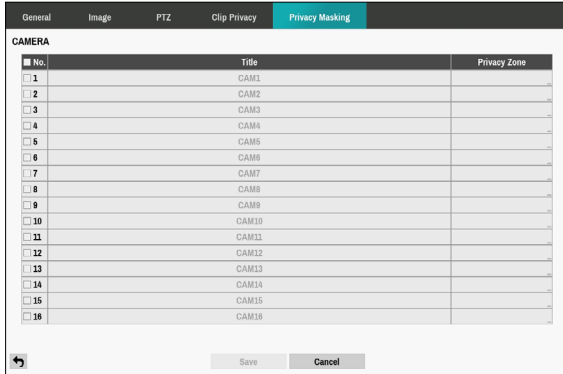 General Image PTZ Clip Privacy Privacy Masking
CAMERA
No. Title Privacy Zone
1 CAM1 ...
2 CAM2 ...
3 CAM3 ...
4 CAM4 ...
5 CAM5 ...
6 CAM6 ...
7 CAM7 ...
8 CAM8 ...
9 CAM9 ...
10 CAM10 ...
11 CAM11 ...
12 CAM12 ...
13 CAM13 ...
14 CAM14 ...
15 CAM15 ...
16 CAM16 ...
Save Cancel